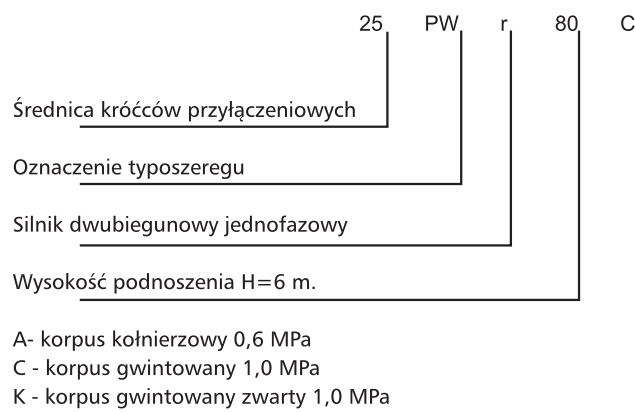 25 PW r 80 C
Średnica króćców przyłączeniowych
Oznaczenie typoszeregu
Silnik dwubiegunowy jednofazowy
Wysokość podnoszenia H=6 m.
A- korpus kołnierzowy 0,6 MPa
C - korpus gwintowany 1,0 MPa
K - korpus gwintowany zwarty 1,0 MPa